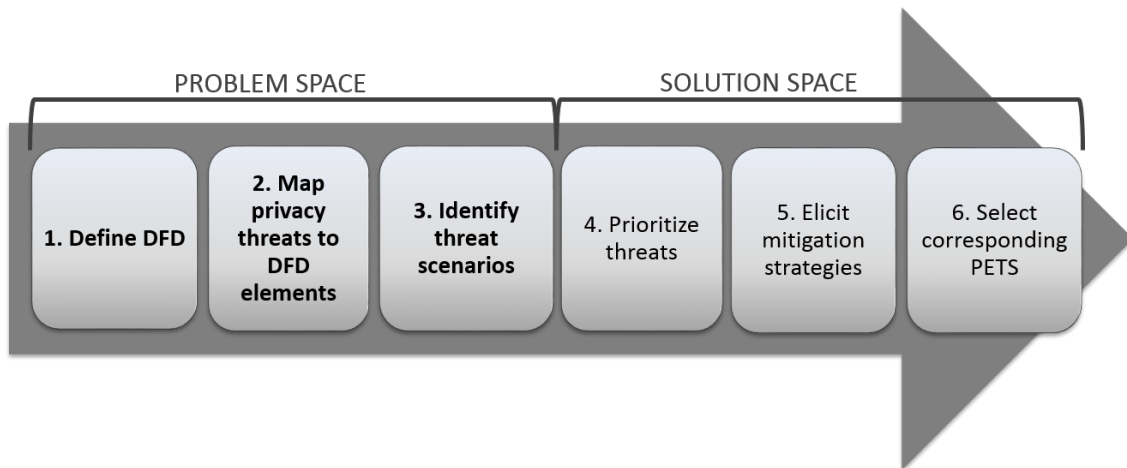 PROBLEM SPACE
SOLUTION SPACE
1. Define DFD
2. Map
privacy
threats to
DFD
elements
3. Identify
threat
scenarios
4. Prioritize
threats
5. Elicit
mitigation
strategies
6. Select
corresponding
PETS